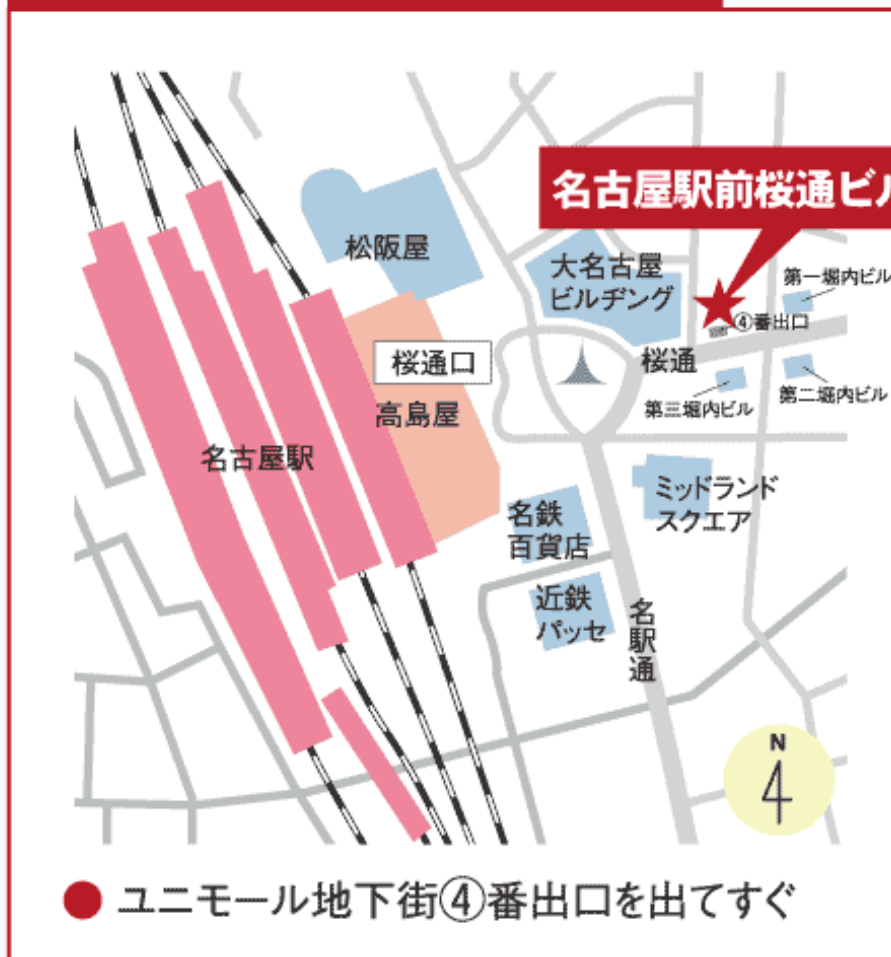 名古屋駅前桜通ビ
松阪屋
大名古屋
ビルヂング
第一堀内ビル
④番出口
桜通口
桜通
高島屋
第三堀内ビル
第二堀内ビル
名古屋駅
ミッドランド
スクエア
名鉄
百貨店
近鉄
パッセ
名駅通
N
ユニモール地下街④番出口を出てすぐ